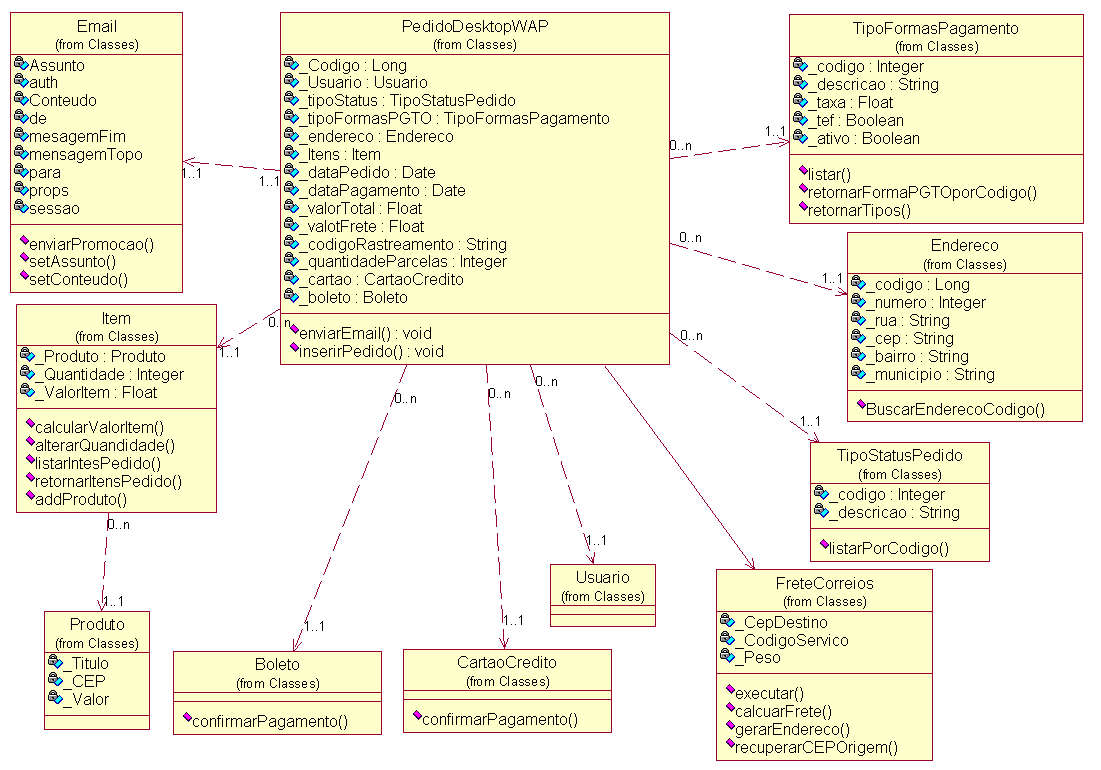 Email
(from Classes)
Assunto
auth
Conteudo
de
mesagemFim
mensagemTopo
para
props
sessao
enviarPromocao()
setAssunto()
setConteudo()
PedidoDesktopWAP
(from Classes)
_Codigo : Long
_Usuario : Usuario
_tipoStatus : TipoStatusPedido
_tipoFormasPGTO : TipoFormasPagamento
_endereco : Endereco
_Itens : Item
_dataPedido : Date
_dataPagamento : Date
_valorTotal : Float
_valotFrete : Float
_codigoRastreamento : String
_quantidadeParcelas : Integer
_cartao : CartaoCredito
_boleto : Boleto
enviarEmail() : void
inserirPedido() : void
TipoFormasPagamento
(from Classes)
_codigo : Integer
_descricao : String
_taxa : Float
_tef : Boolean
_ativo : Boolean
listar()
retornarFormaPGTOporCodigo()
retornarTipos()
1..1
1..1
0..n
1..1
Endereco
(from Classes)
_codigo : Long
_numero : Integer
_rua : String
_cep : String
_bairro : String
_municipio : String
BuscarEnderecoCodigo()
0..n
1..1
Item
(from Classes)
_Produto : Produto
_Quantidade : Integer
_ValorItem : Float
calcularValorItem()
alterarQuandidade()
listarIntesPedido()
retornarItensPedido()
addProduto()
0..n
1..1
0..n
1..1
TipoStatusPedido
(from Classes)
_codigo : Integer
_descricao : String
listarPorCodigo()
0..n
0..n
0..n
0..n
1..1
1..1
1..1
1..1
Usuario
(from Classes)
FreteCorreios
(from Classes)
_CepDestino
_CodigoServico
_Peso
executar()
calcuarFrete()
gerarEndereco()
recuperarCEPOrigem()
Produto
(from Classes)
_Titulo
_CEP
_Valor
Boleto
(from Classes)
confirmarPagamento()
CartaoCredito
(from Classes)
confirmarPagamento()